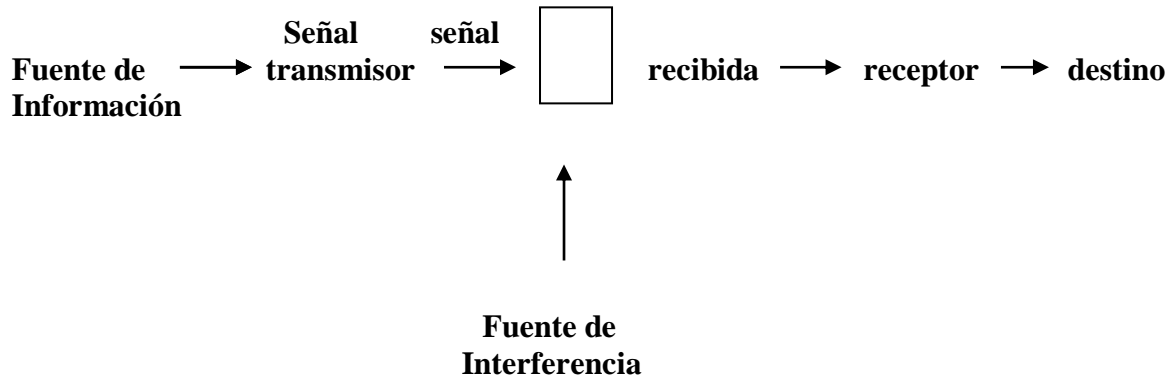 Señal señal
Fuente de transmisor recibida receptor destino
Información
Fuente de
Interferencia